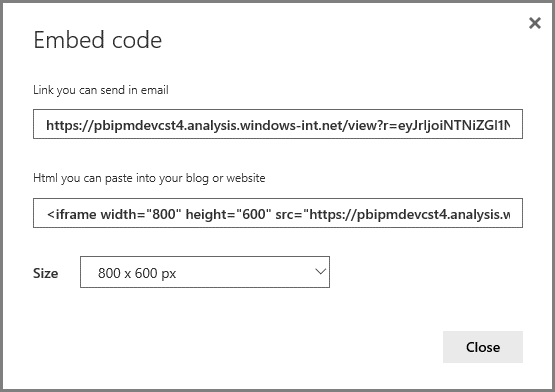 Embed code
Link you can send in email
https://pbipmdevcst4.analysis.windows-int.net/view?r=eyJrIjoiNTNiZGI1N
Html you can paste into your blog or website
<iframe width="800" height="600" src="https://pbipmdevcst4.analysis.w
Size 800 x 600 px
Close